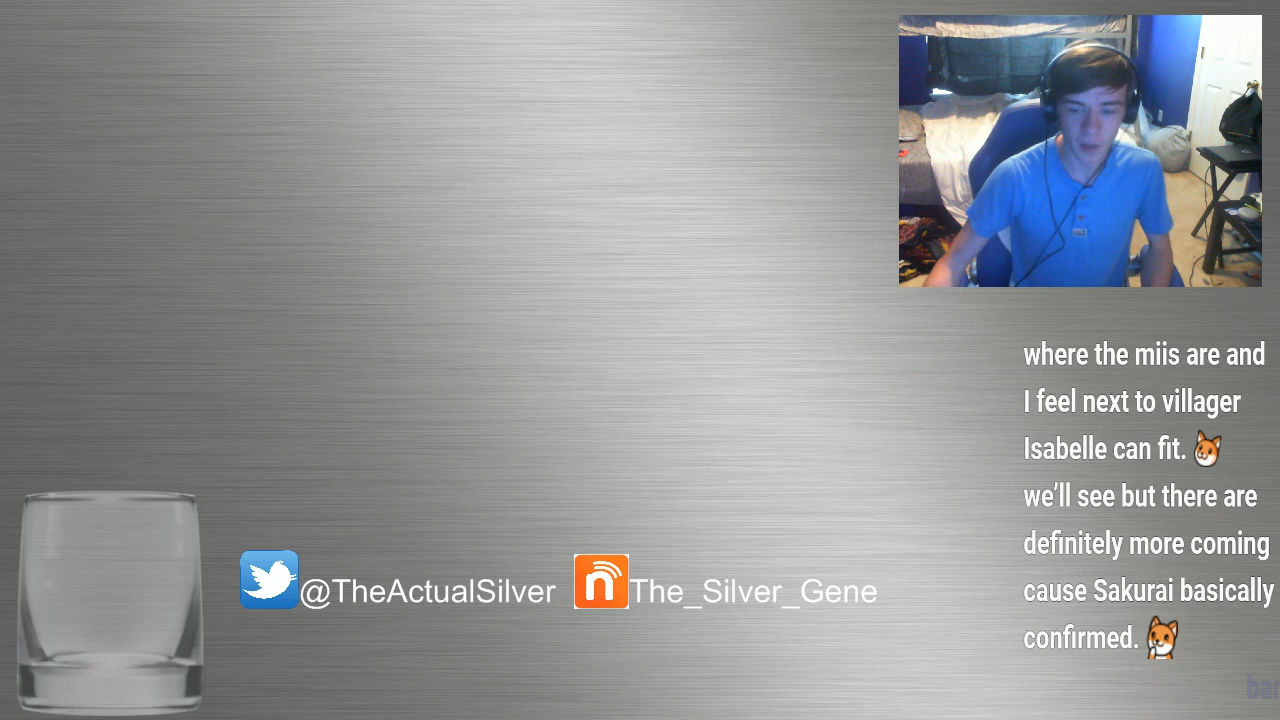 where the miis are and
I feel next to villager
Isabelle can fit.
we’ll see but there are
definitely more coming
cause Sakurai basically
confirmed.
@TheActualSilver
The_Silver_Gene